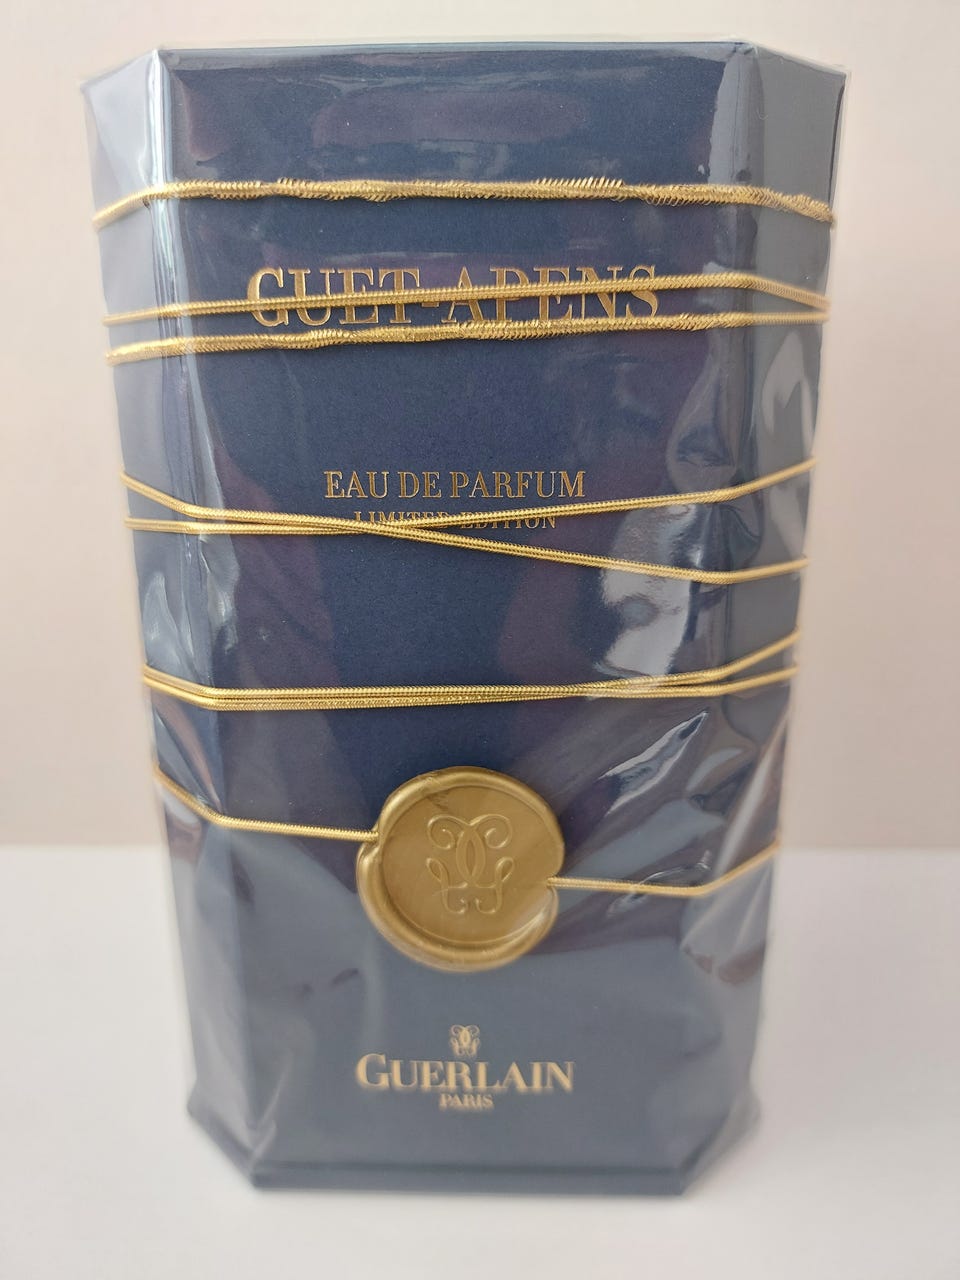 GUET-APENS
EAU DE PARFUM
LIMITED EDITION
GUERLAIN
PARIS